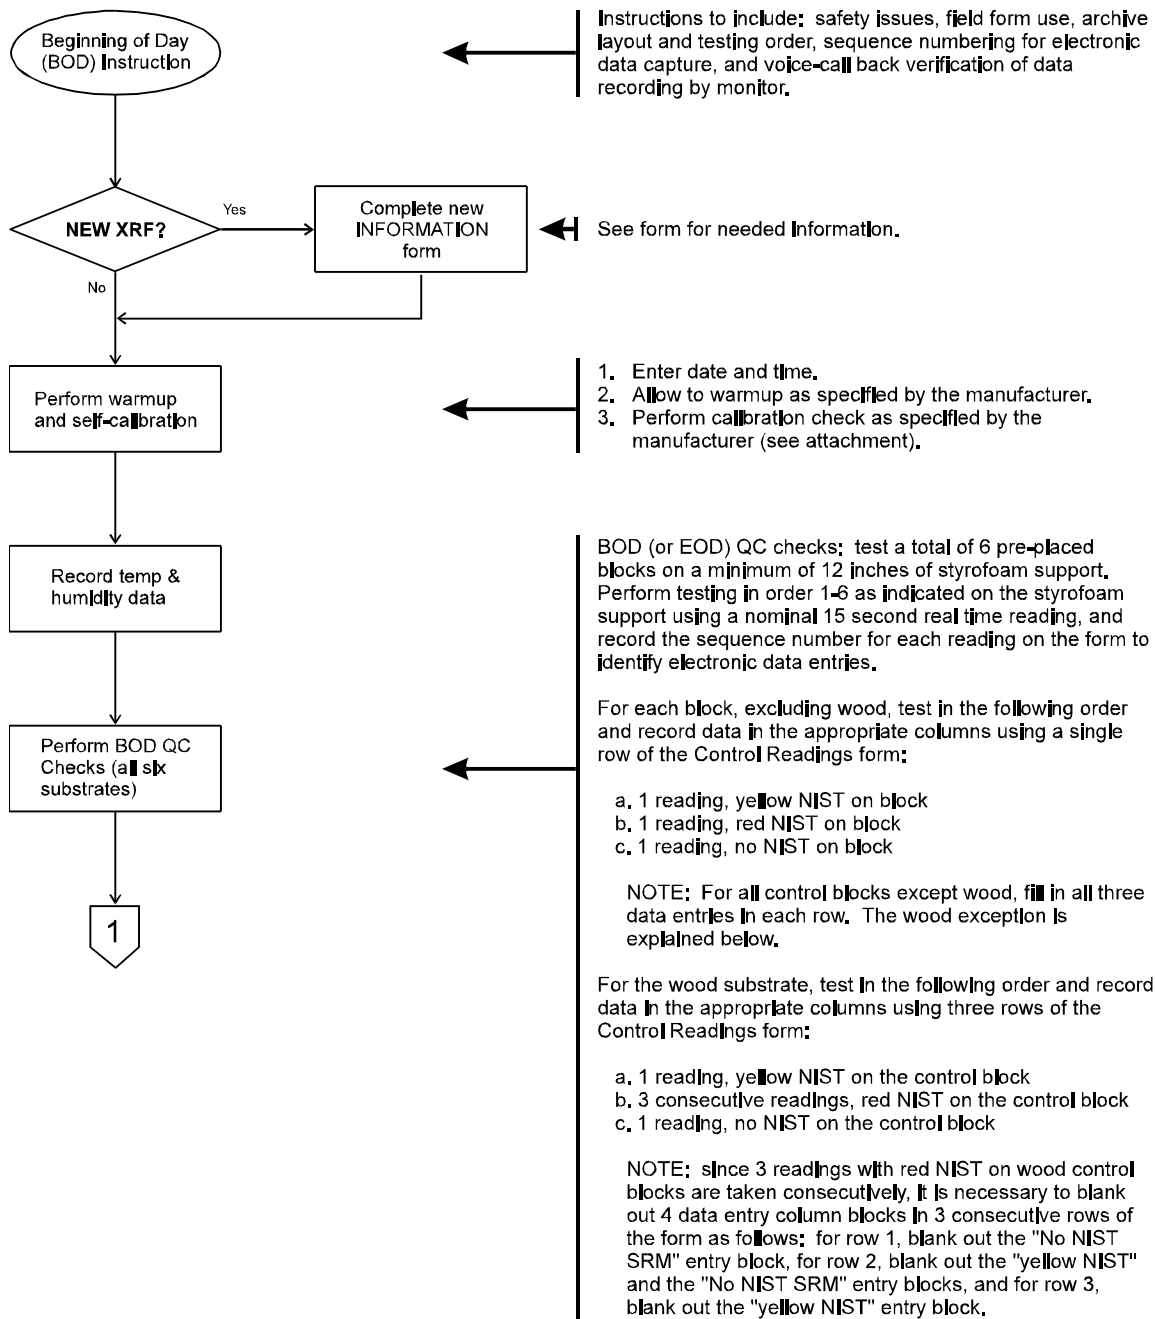 Beginning of Day
(BOD) Instruction
Instructions to include: safety issues, field form use, archive
layout and testing order, sequence numbering for electronic
data capture, and voice-call back verification of data
recording by monitor.
NEW XRF?
Yes
No
Complete new
INFORMATION
form
See form for needed Information.
Perform warmup
and self-calibration
1. Enter date and time.
2. Allow to warmup as specified by the manufacturer.
3. Perform calibration check as specified by the
manufacturer (see attachment).
Record temp &
humidity data
BOD (or EOD) QC checks: test a total of 6 pre-placed
blocks on a minimum of 12 inches of styrofoam support.
Perform testing in order 1-6 as indicated on the styrofoam
support using a nominal 15 second real time reading, and
record the sequence number for each reading on the form to
identify electronic data entries.
Perform BOD QC
Checks (all six
substrates)
For each block, excluding wood, test in the following order
and record data in the appropriate columns using a single
row of the Control Readings form:
a. 1 reading, yellow NIST on block
b. 1 reading, red NIST on block
c. 1 reading, no NIST on block
NOTE: For all control blocks except wood, fill in all three
data entries in each row. The wood exception is
explained below.
1
For the wood substrate, test in the following order and record
data in the appropriate columns using three rows of the
Control Readings form:
a. 1 reading, yellow NIST on the control block
b. 3 consecutive readings, red NIST on the control block
c. 1 reading, no NIST on the control block
NOTE: since 3 readings with red NIST on wood control
blocks are taken consecutively, it is necessary to blank
out 4 data entry column blocks in 3 consecutive rows of
the form as follows: for row 1, blank out the "No NIST
SRM" entry block, for row 2, blank out the "yellow NIST"
and the "No NIST SRM" entry blocks, and for row 3,
blank out the "yellow NIST" entry block.